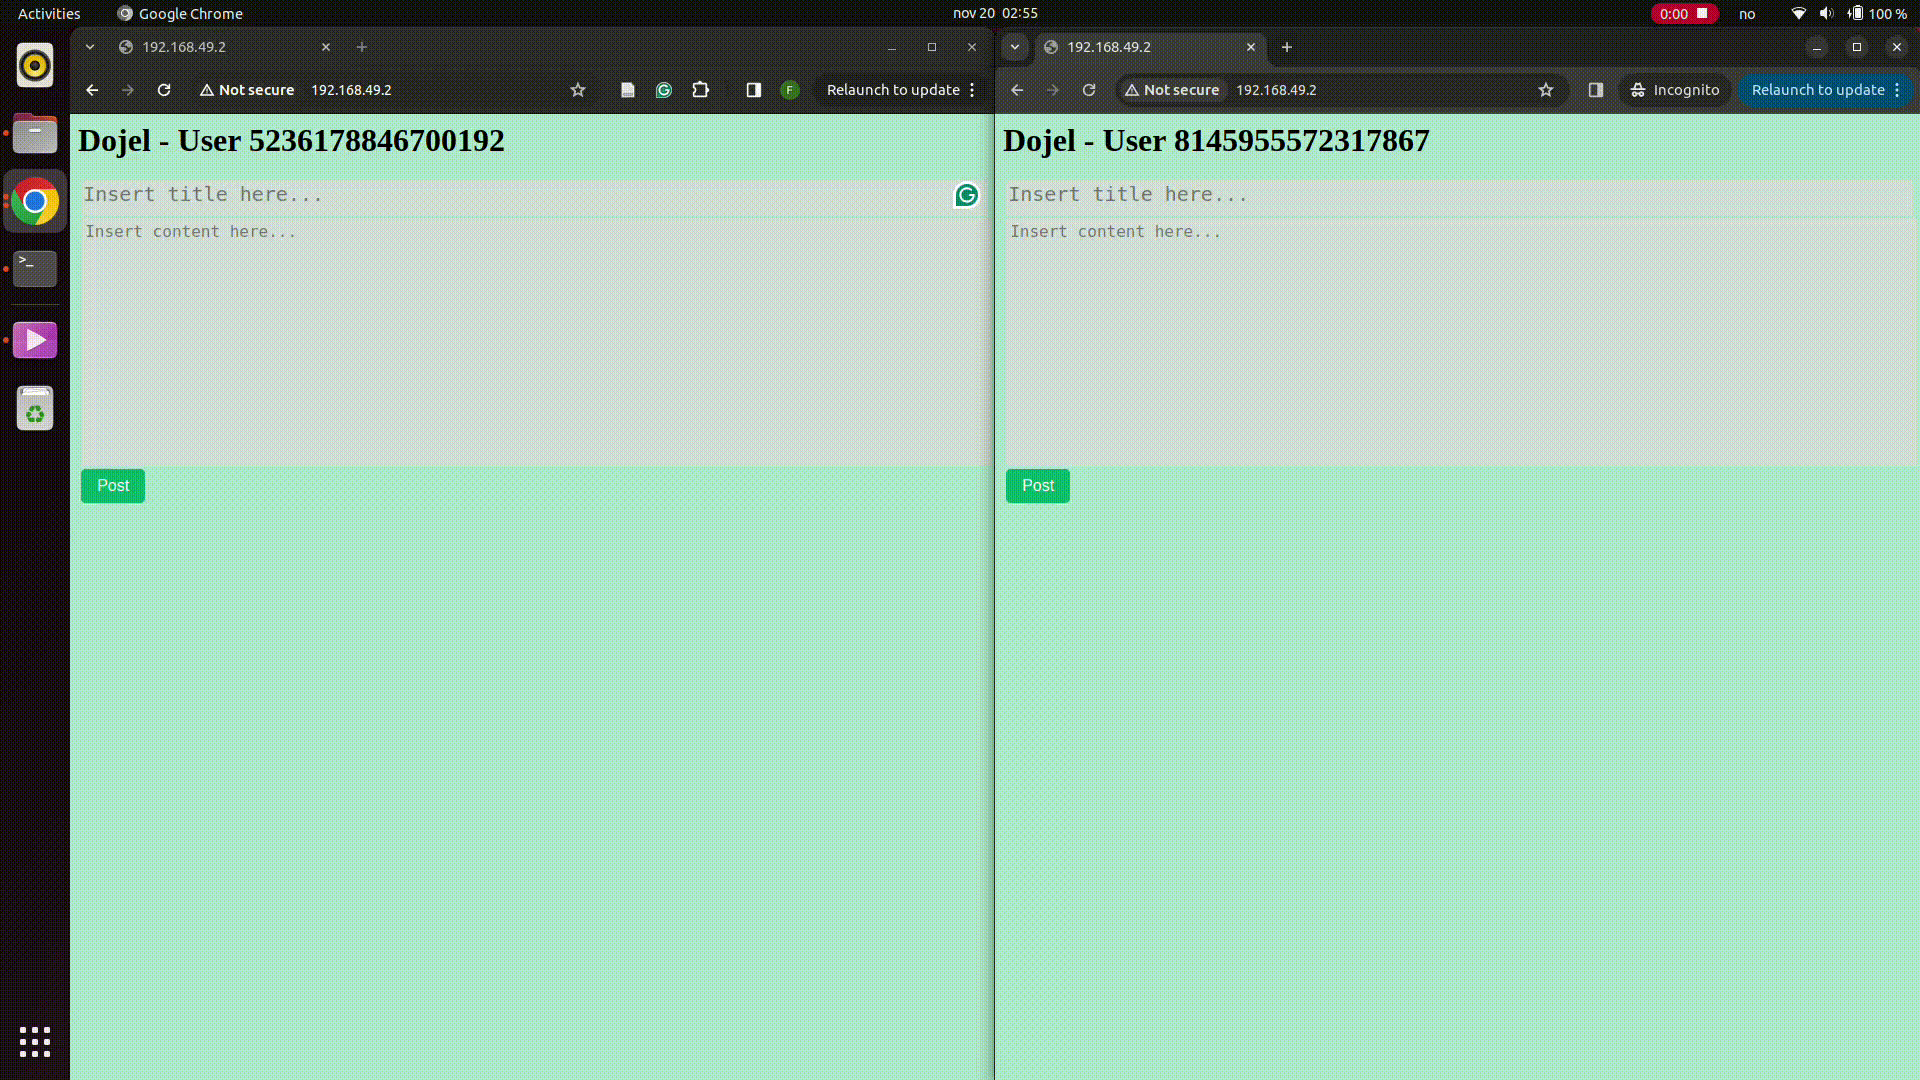 Activities
Google Chrome
nov 20 02:55
0:00
no
100 %
192.168.49.2
Not secure
192.168.49.2
F
Relaunch to update
Dojel - User 5236178846700192
Insert title here...
G
Insert content here...
Post
192.168.49.2
Not secure
192.168.49.2
Incognito
Relaunch to update
Dojel - User 8145955572317867
Insert title here...
Insert content here...
Post